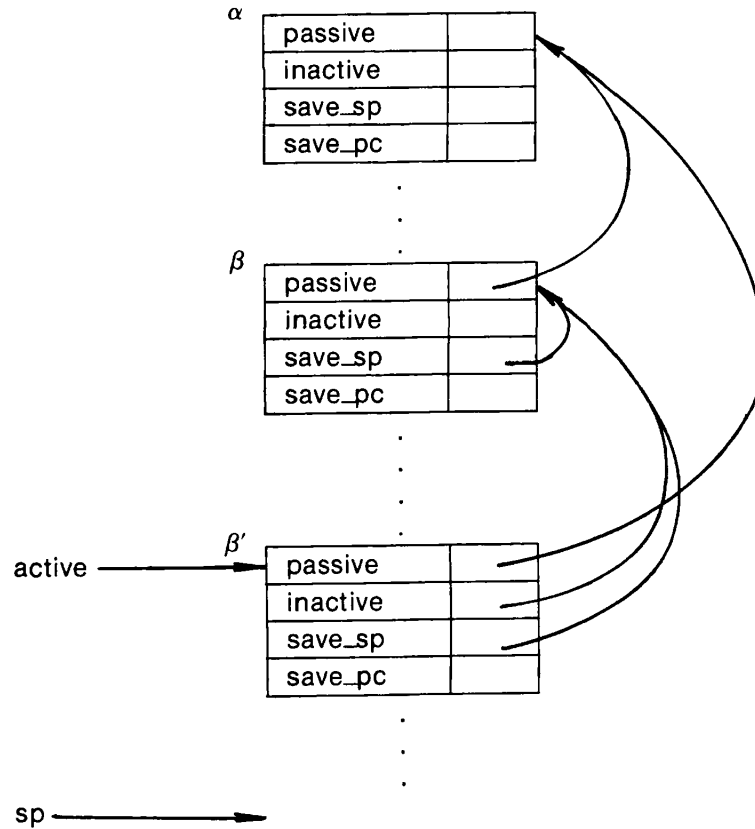 α
passive
inactive
save_sp
save_pc
β
passive
inactive
save_sp
save_pc
β′
active
passive
inactive
save_sp
save_pc
sp